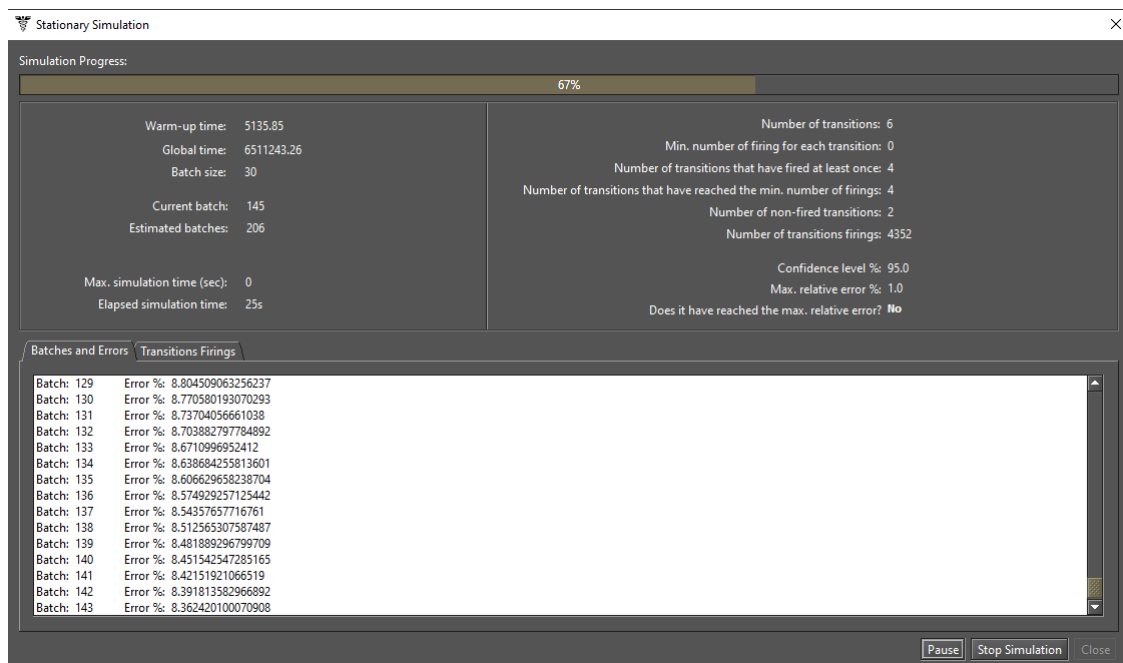 Stationary Simulation
Simulation Progress:
67%
Warm-up time: 5135.85
Global time: 6511243.26
Batch size: 30
Current batch: 145
Estimated batches: 206
Max. simulation time (sec): 0
Elapsed simulation time: 25s
Number of transitions: 6
Min. number of firing for each transition: 0
Number of transitions that have fired at least once: 4
Number of transitions that have reached the min. number of firings: 4
Number of non-fired transitions: 2
Number of transitions firings: 4352
Confidence level %: 95.0
Max. relative error %: 1.0
Does it have reached the max. relative error? No
Batches and Errors Transitions Firings
Batch: 129 Error %: 8.804509063256237
Batch: 130 Error %: 8.770580193070293
Batch: 131 Error %: 8.73704056661038
Batch: 132 Error %: 8.703882797784892
Batch: 133 Error %: 8.6710996952412
Batch: 134 Error %: 8.638684255813601
Batch: 135 Error %: 8.606629658238704
Batch: 136 Error %: 8.574929257125442
Batch: 137 Error %: 8.54357657716761
Batch: 138 Error %: 8.512565307587487
Batch: 139 Error %: 8.481889296799709
Batch: 140 Error %: 8.451542547285165
Batch: 141 Error %: 8.42151921066519
Batch: 142 Error %: 8.391813582966892
Batch: 143 Error %: 8.362420100070908
Pause Stop Simulation Close